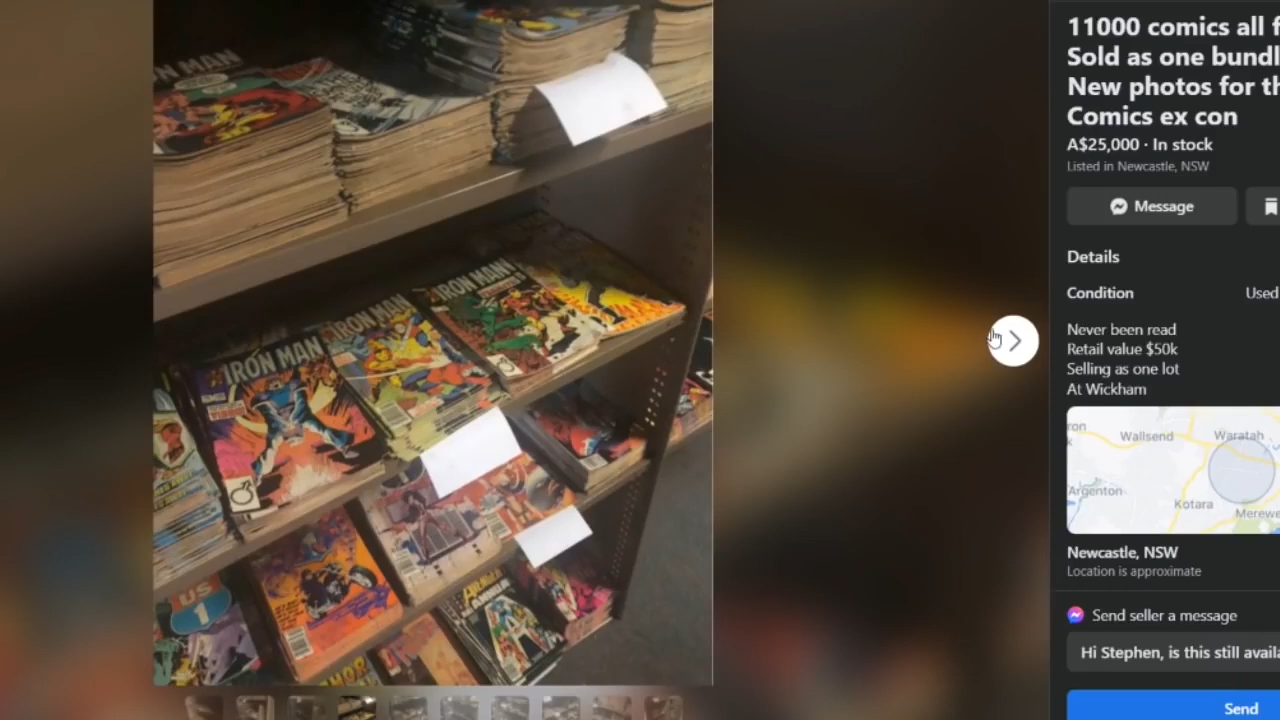 11000 comics all f
Sold as one bundl
New photos for th
Comics ex con
A$25,000 · In stock
Listed in Newcastle, NSW
Message
Details
Condition Used
Never been read
Retail value $50k
Selling as one lot
At Wickham
Wallsend
Waratah
Argenton
Kotara
Merewe
Newcastle, NSW
Location is approximate
Send seller a message
Hi Stephen, is this still availa
Send
IRON MAN
IRON MAN
IRON MAN
IRON MAN
US
1